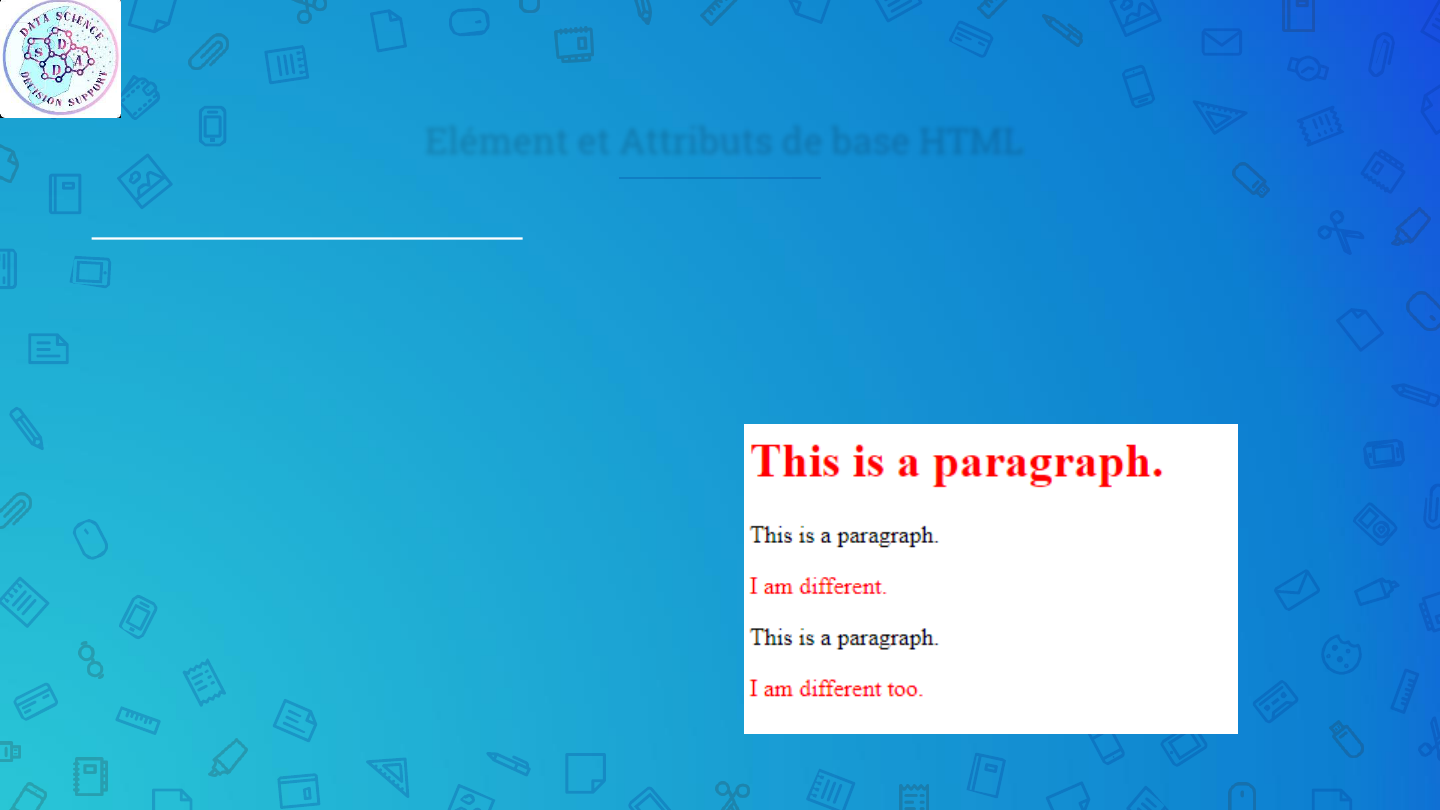 DATA SCIENCE
S D
D A
DECISION SUPPORT
Elément et Attributs de base HTML
This is a paragraph.
This is a paragraph.
I am different.
This is a paragraph.
I am different too.